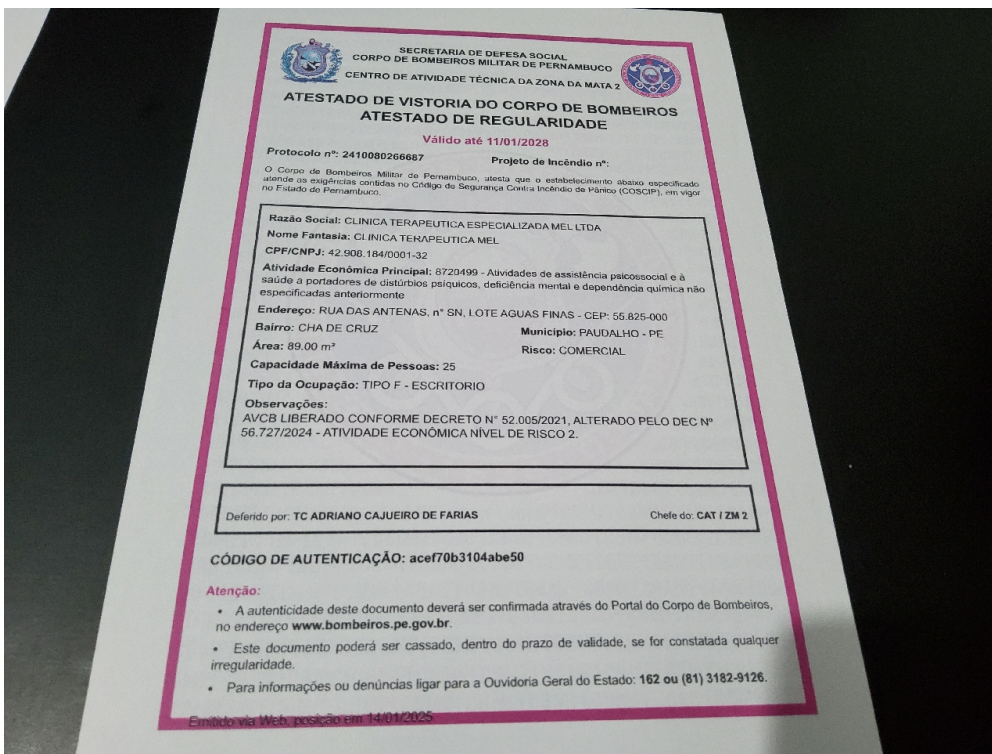 SECRETARIA DE DEFESA SOCIAL
CORPO DE BOMBEIROS MILITAR DE PERNAMBUCO
CENTRO DE ATIVIDADE TÉCNICA DA ZONA DA MATA 2
ATESTADO DE VISTORIA DO CORPO DE BOMBEIROS
ATESTADO DE REGULARIDADE
Válido até 11/01/2028
Protocolo nº: 2410080266687 Projeto de Incêndio nº:
O Corpo de Bombeiros Militar de Pernambuco, atesta que o estabelecimento abaixo especificado
atende as exigências contidas no Código de Segurança Contra Incêndio de Pânico (COSCIP), em vigor
no Estado de Pernambuco.
Razão Social: CLINICA TERAPEUTICA ESPECIALIZADA MEL LTDA
Nome Fantasia: CLINICA TERAPEUTICA MEL
CPF/CNPJ: 42.908.184/0001-32
Atividade Econômica Principal: 8720499 - Atividades de assistência psicossocial e à
saúde a portadores de distúrbios psíquicos, deficiência mental e dependência química não
especificadas anteriormente
Endereço: RUA DAS ANTENAS, n° SN, LOTE AGUAS FINAS - CEP: 55.825-000
Bairro: CHA DE CRUZ Município: PAUDALHO - PE
Área: 89.00 m² Risco: COMERCIAL
Capacidade Máxima de Pessoas: 25
Tipo da Ocupação: TIPO F - ESCRITORIO
Observações:
AVCB LIBERADO CONFORME DECRETO N° 52.005/2021, ALTERADO PELO DEC Nº
56.727/2024 - ATIVIDADE ECONÔMICA NÍVEL DE RISCO 2.
Deferido por: TC ADRIANO CAJUEIRO DE FARIAS Chefe do: CAT / ZM 2
CÓDIGO DE AUTENTICAÇÃO: acef70b3104abe50
Atenção:
• A autenticidade deste documento deverá ser confirmada através do Portal do Corpo de Bombeiros,
no endereço www.bombeiros.pe.gov.br.
• Este documento poderá ser cassado, dentro do prazo de validade, se for constatada qualquer
irregularidade.
• Para informações ou denúncias ligar para a Ouvidoria Geral do Estado: 162 ou (81) 3182-9126.
Emitido via Web, posição em 14/01/2025